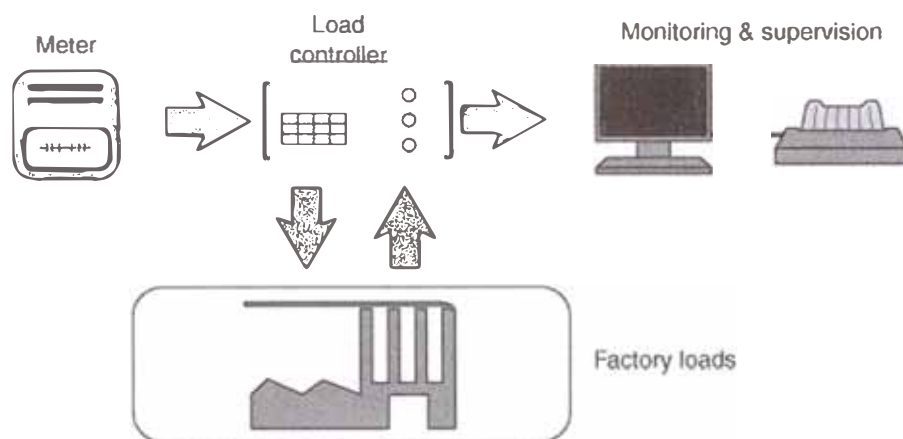 Meter
Load
controller
Monitoring & supervision
Factory loads